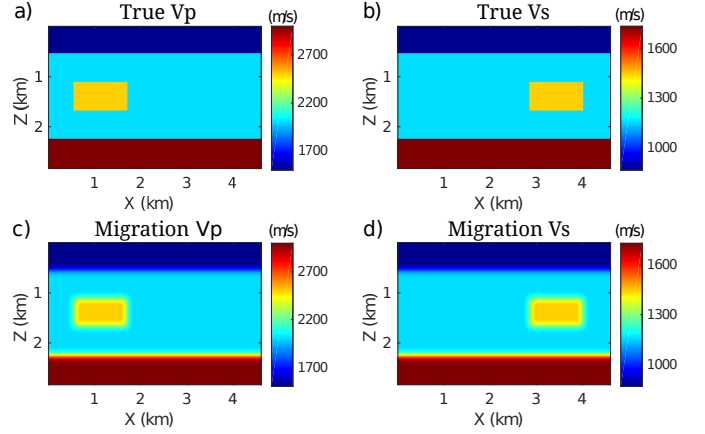 a) True Vp (m/s)
2700
2200
1700
1
2
Z (km)
1 2 3 4
X (km)
b) True Vs (m/s)
1600
1300
1000
1
2
Z (km)
1 2 3 4
X (km)
c) Migration Vp (m/s)
2700
2200
1700
1
2
Z (km)
1 2 3 4
X (km)
d) Migration Vs (m/s)
1600
1300
1000
1
2
Z (km)
1 2 3 4
X (km)